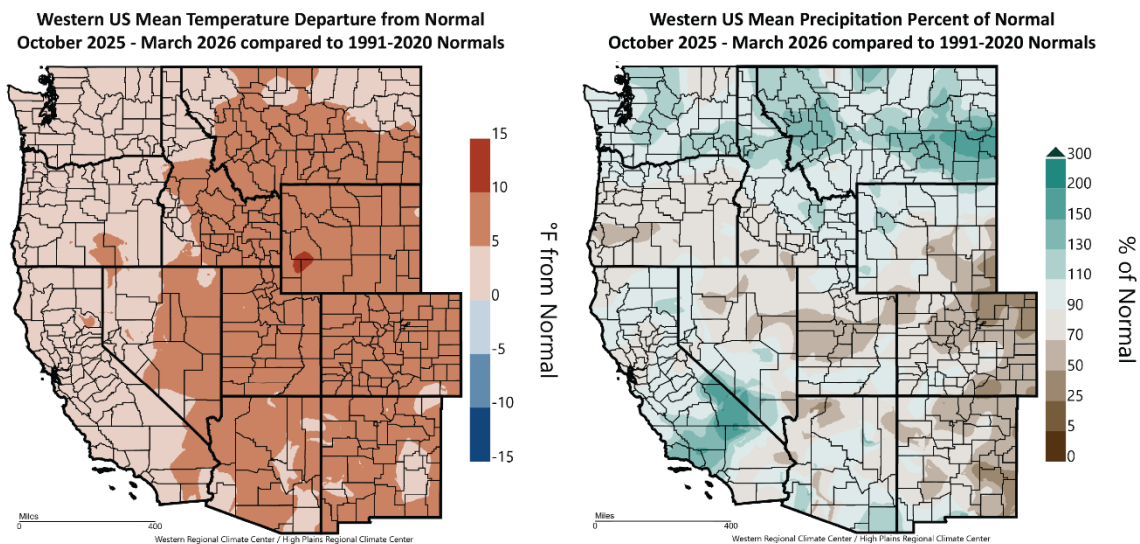 Western US Mean Temperature Departure from Normal
October 2025 - March 2026 compared to 1991-2020 Normals
15
10
5
0
-5
-10
-15
°F from Normal
Miles
0
400
Western Regional Climate Center / High Plains Regional Climate Center
Western US Mean Precipitation Percent of Normal
October 2025 - March 2026 compared to 1991-2020 Normals
300
200
150
130
110
90
70
50
25
5
0
% of Normal
Miles
0
400
Western Regional Climate Center / High Plains Regional Climate Center